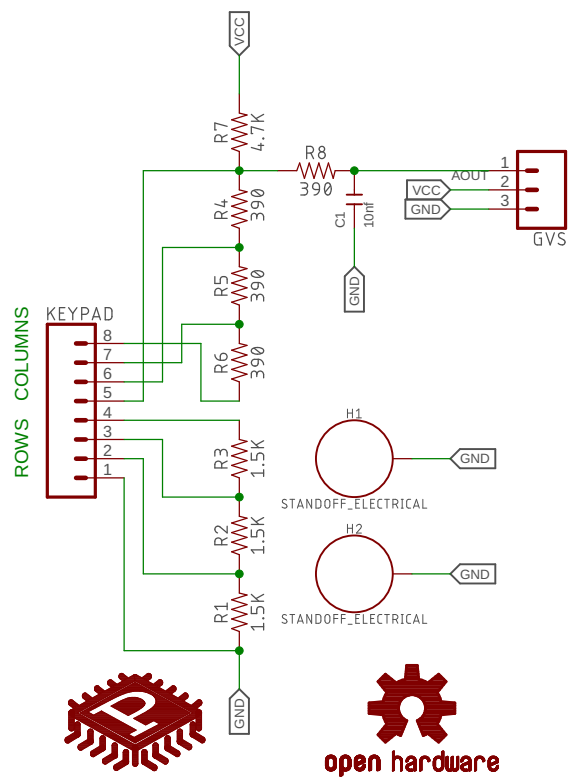 VCC
R7
4.7K
R8
390
1
AOUT
2
VCC
3
GND
GVS
R4
390
C1
10nf
GND
R5
390
KEYPAD
COLUMNS
8
7
6
5
R6
390
ROWS
4
3
2
1
R3
1.5K
H1
GND
STANDOFF_ELECTRICAL
R2
1.5K
H2
GND
STANDOFF_ELECTRICAL
R1
1.5K
GND
P
open hardware